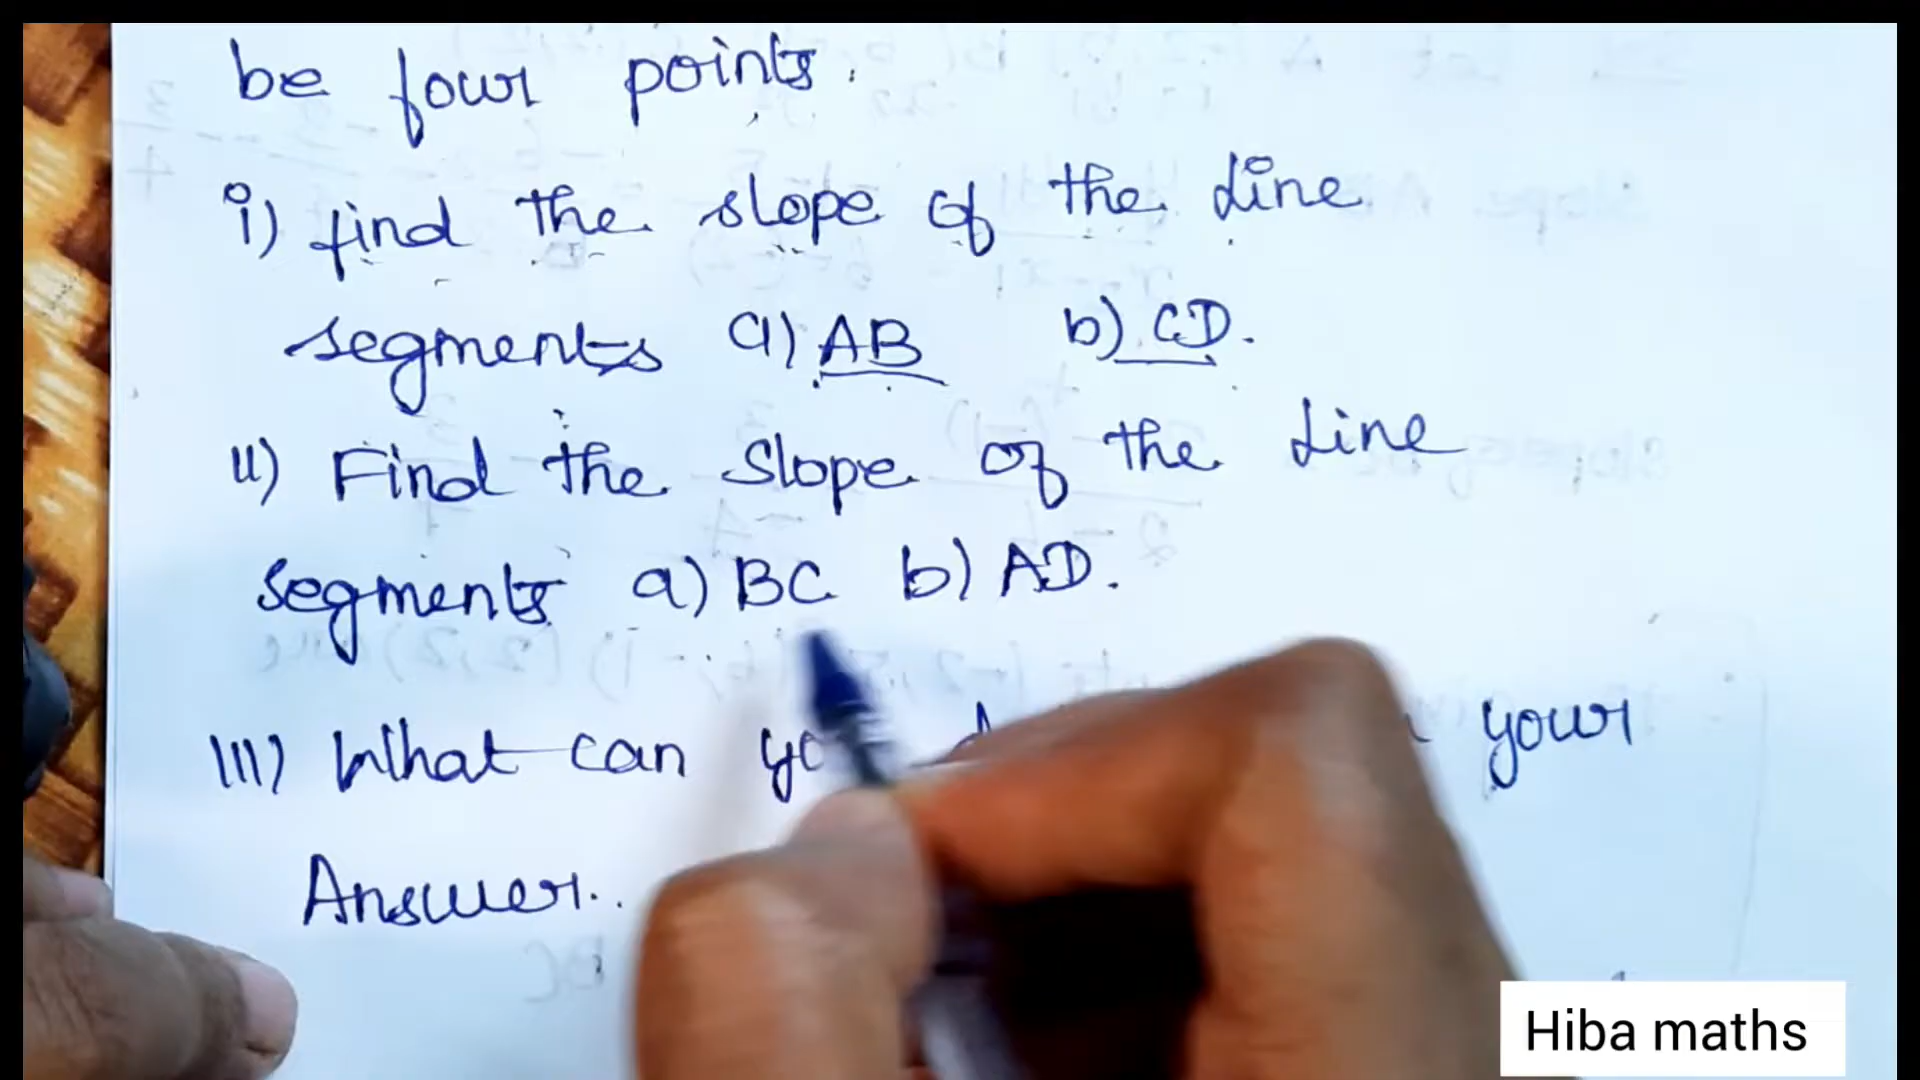 be four points.
i) find the slope of the Line
segments a) AB b) CD.
ii) Find the Slope of the Line
segments a) BC b) AD.
iii) What can your
Answer.
Hiba maths